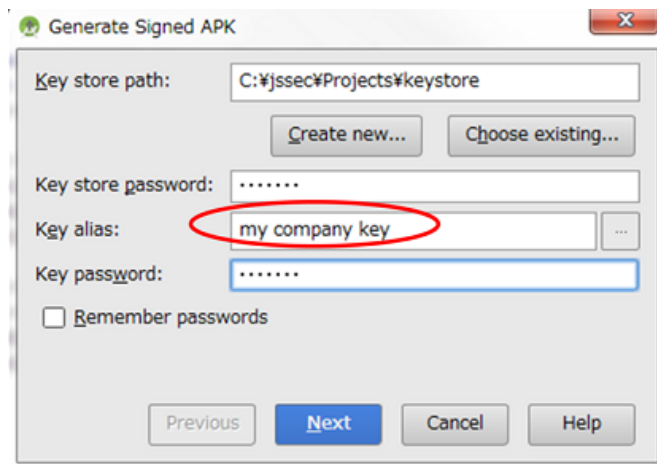 Generate Signed APK
Key store path: C:¥jssec¥Projects¥keystore
Create new... Choose existing...
Key store password: •••••••
Key alias: my company key ...
Key password: •••••••
Remember passwords
Previous Next Cancel Help